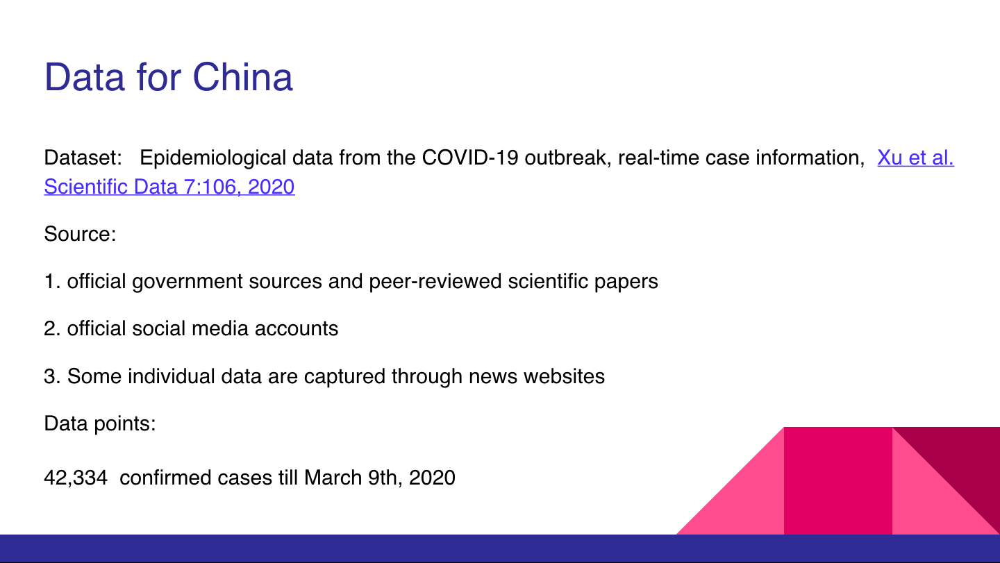 Data for China
Dataset:   Epidemiological data from the COVID-19 outbreak, real-time case information,  Xu et al.
Scientific Data 7:106, 2020
Source:
1. official government sources and peer-reviewed scientific papers
2. official social media accounts
3. Some individual data are captured through news websites
Data points:
42,334  confirmed cases till March 9th, 2020